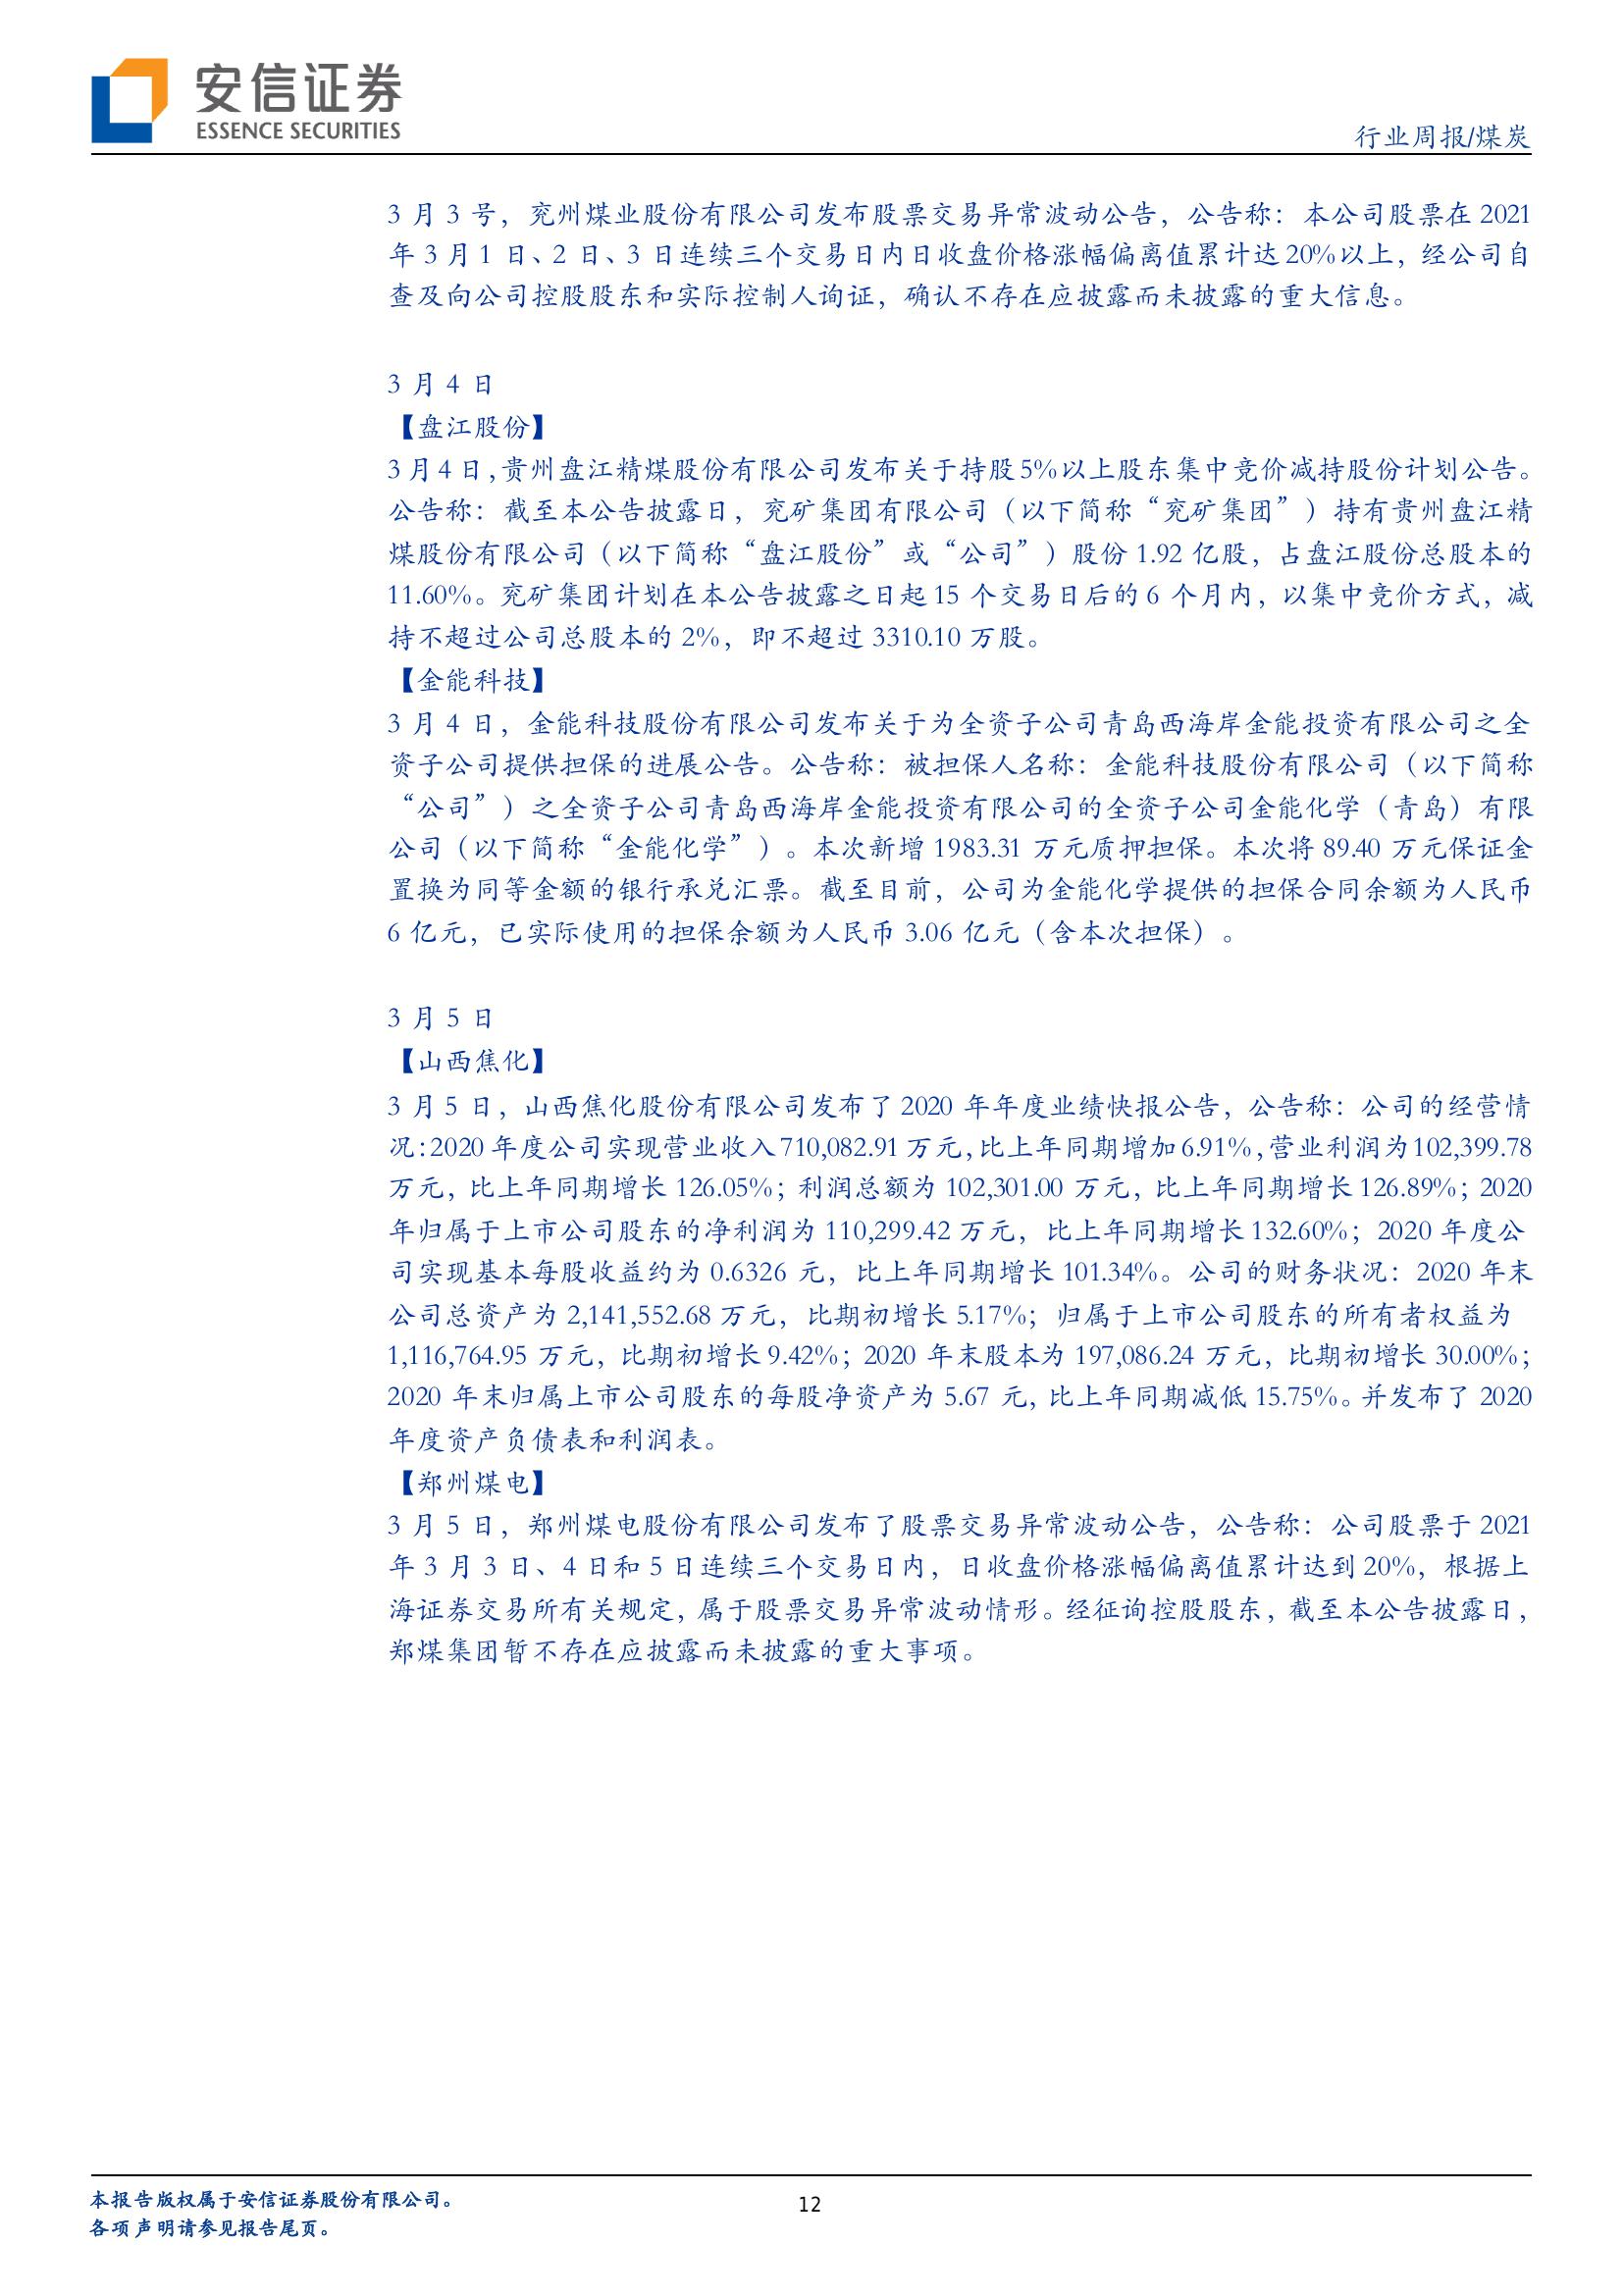 安信证券
ESSENCE SECURITIES
行业周报/煤炭
3 月 3 号，兖州煤业股份有限公司发布股票交易异常波动公告，公告称：本公司股票在 2021
年 3 月 1 日、2 日、3 日连续三个交易日内日收盘价格涨幅偏离值累计达 20%以上，经公司自
查及向公司控股股东和实际控制人询证，确认不存在应披露而未披露的重大信息。
3 月 4 日
【盘江股份】
3 月 4 日，贵州盘江精煤股份有限公司发布关于持股 5%以上股东集中竞价减持股份计划公告。
公告称：截至本公告披露日，兖矿集团有限公司（以下简称“兖矿集团”）持有贵州盘江精
煤股份有限公司（以下简称“盘江股份”或“公司”）股份 1.92 亿股，占盘江股份总股本的
11.60%。兖矿集团计划在本公告披露之日起 15 个交易日后的 6 个月内，以集中竞价方式，减
持不超过公司总股本的 2%，即不超过 3310.10 万股。
【金能科技】
3 月 4 日，金能科技股份有限公司发布关于为全资子公司青岛西海岸金能投资有限公司之全
资子公司提供担保的进展公告。公告称：被担保人名称：金能科技股份有限公司（以下简称
“公司”）之全资子公司青岛西海岸金能投资有限公司的全资子公司金能化学（青岛）有限
公司（以下简称“金能化学”）。本次新增 1983.31 万元质押担保。本次将 89.40 万元保证金
置换为同等金额的银行承兑汇票。截至目前，公司为金能化学提供的担保合同余额为人民币
6 亿元，已实际使用的担保余额为人民币 3.06 亿元（含本次担保）。
3 月 5 日
【山西焦化】
3 月 5 日，山西焦化股份有限公司发布了 2020 年年度业绩快报公告，公告称：公司的经营情
况：2020 年度公司实现营业收入 710,082.91 万元，比上年同期增加 6.91%，营业利润为 102,399.78
万元，比上年同期增长 126.05%；利润总额为 102,301.00 万元，比上年同期增长 126.89%；2020
年归属于上市公司股东的净利润为 110,299.42 万元，比上年同期增长 132.60%；2020 年度公
司实现基本每股收益约为 0.6326 元，比上年同期增长 101.34%。公司的财务状况：2020 年末
公司总资产为 2,141,552.68 万元，比期初增长 5.17%；归属于上市公司股东的所有者权益为
1,116,764.95 万元，比期初增长 9.42%；2020 年末股本为 197,086.24 万元，比期初增长 30.00%；
2020 年末归属上市公司股东的每股净资产为 5.67 元，比上年同期减低 15.75%。并发布了 2020
年度资产负债表和利润表。
【郑州煤电】
3 月 5 日，郑州煤电股份有限公司发布了股票交易异常波动公告，公告称：公司股票于 2021
年 3 月 3 日、4 日和 5 日连续三个交易日内，日收盘价格涨幅偏离值累计达到 20%，根据上
海证券交易所有关规定，属于股票交易异常波动情形。经征询控股股东，截至本公告披露日，
郑煤集团暂不存在应披露而未披露的重大事项。
本报告版权属于安信证券股份有限公司。
各项声明请参见报告尾页。
12